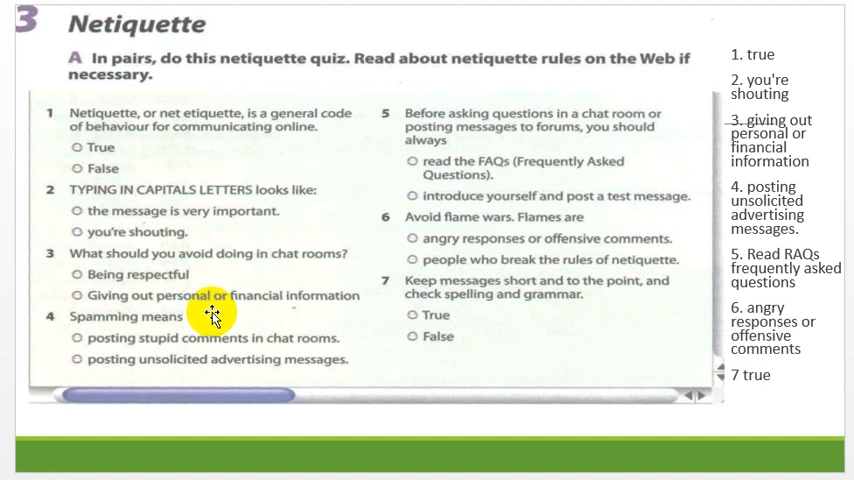 3 Netiquette
A In pairs, do this netiquette quiz. Read about netiquette rules on the Web if
necessary.
1 Netiquette, or net etiquette, is a general code
of behaviour for communicating online.
True
False
2 TYPING IN CAPITALS LETTERS looks like:
the message is very important.
you're shouting.
3 What should you avoid doing in chat rooms?
Being respectful
Giving out personal or financial information
4 Spamming means
posting stupid comments in chat rooms.
posting unsolicited advertising messages.
5 Before asking questions in a chat room or
posting messages to forums, you should
always
read the FAQs (Frequently Asked
Questions).
introduce yourself and post a test message.
6 Avoid flame wars. Flames are
angry responses or offensive comments.
people who break the rules of netiquette.
7 Keep messages short and to the point, and
check spelling and grammar.
True
False
1. true
2. you're
shouting
3. giving out
personal or
financial
information
4. posting
unsolicited
advertising
messages.
5. Read RAQs
frequently asked
questions
6. angry
responses or
offensive
comments
7 true